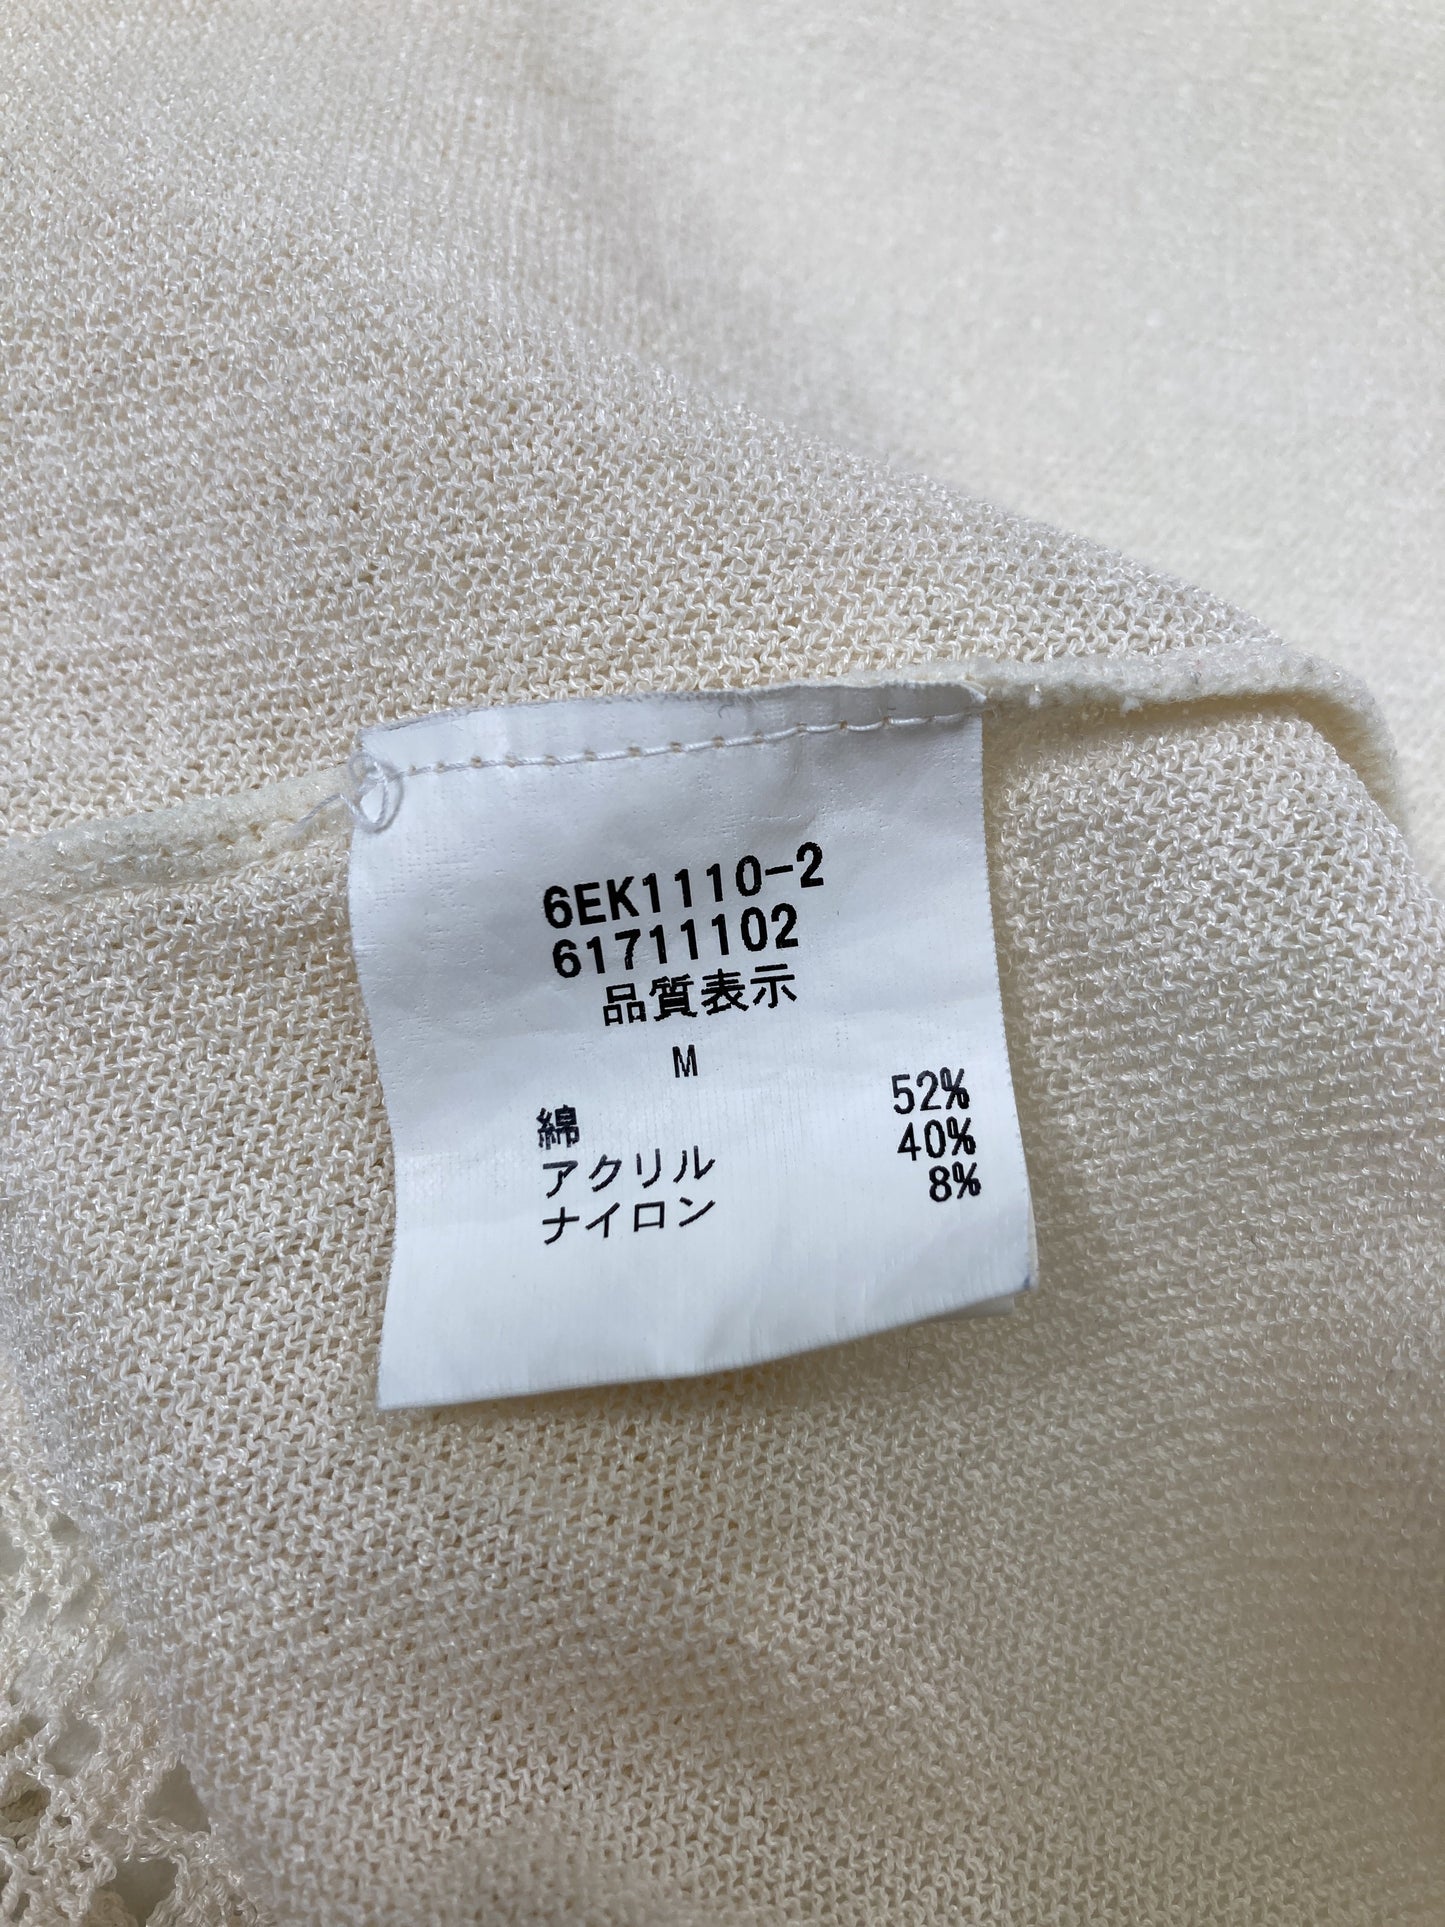 6EK1110-2
61711102
品質表示
M
綿 52%
アクリル 40%
ナイロン 8%